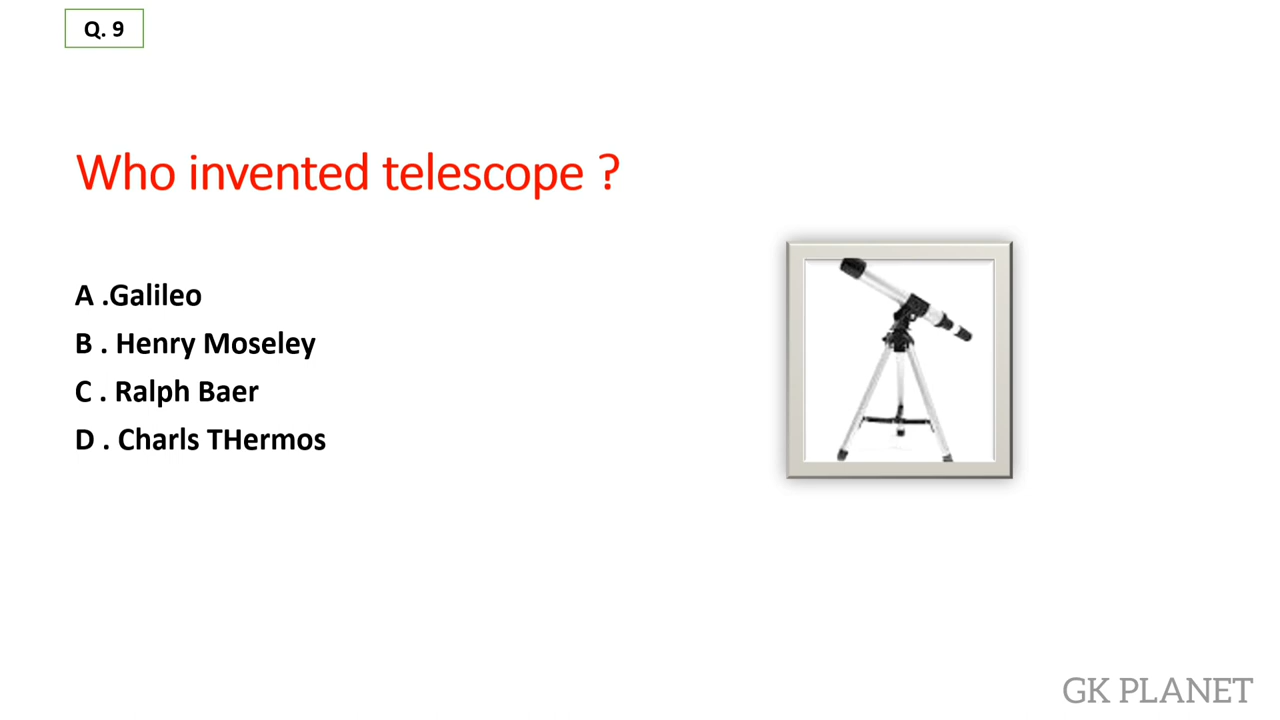 Q. 9
Who invented telescope ?
A .Galileo
B . Henry Moseley
C . Ralph Baer
D . Charls THermos
GK PLANET